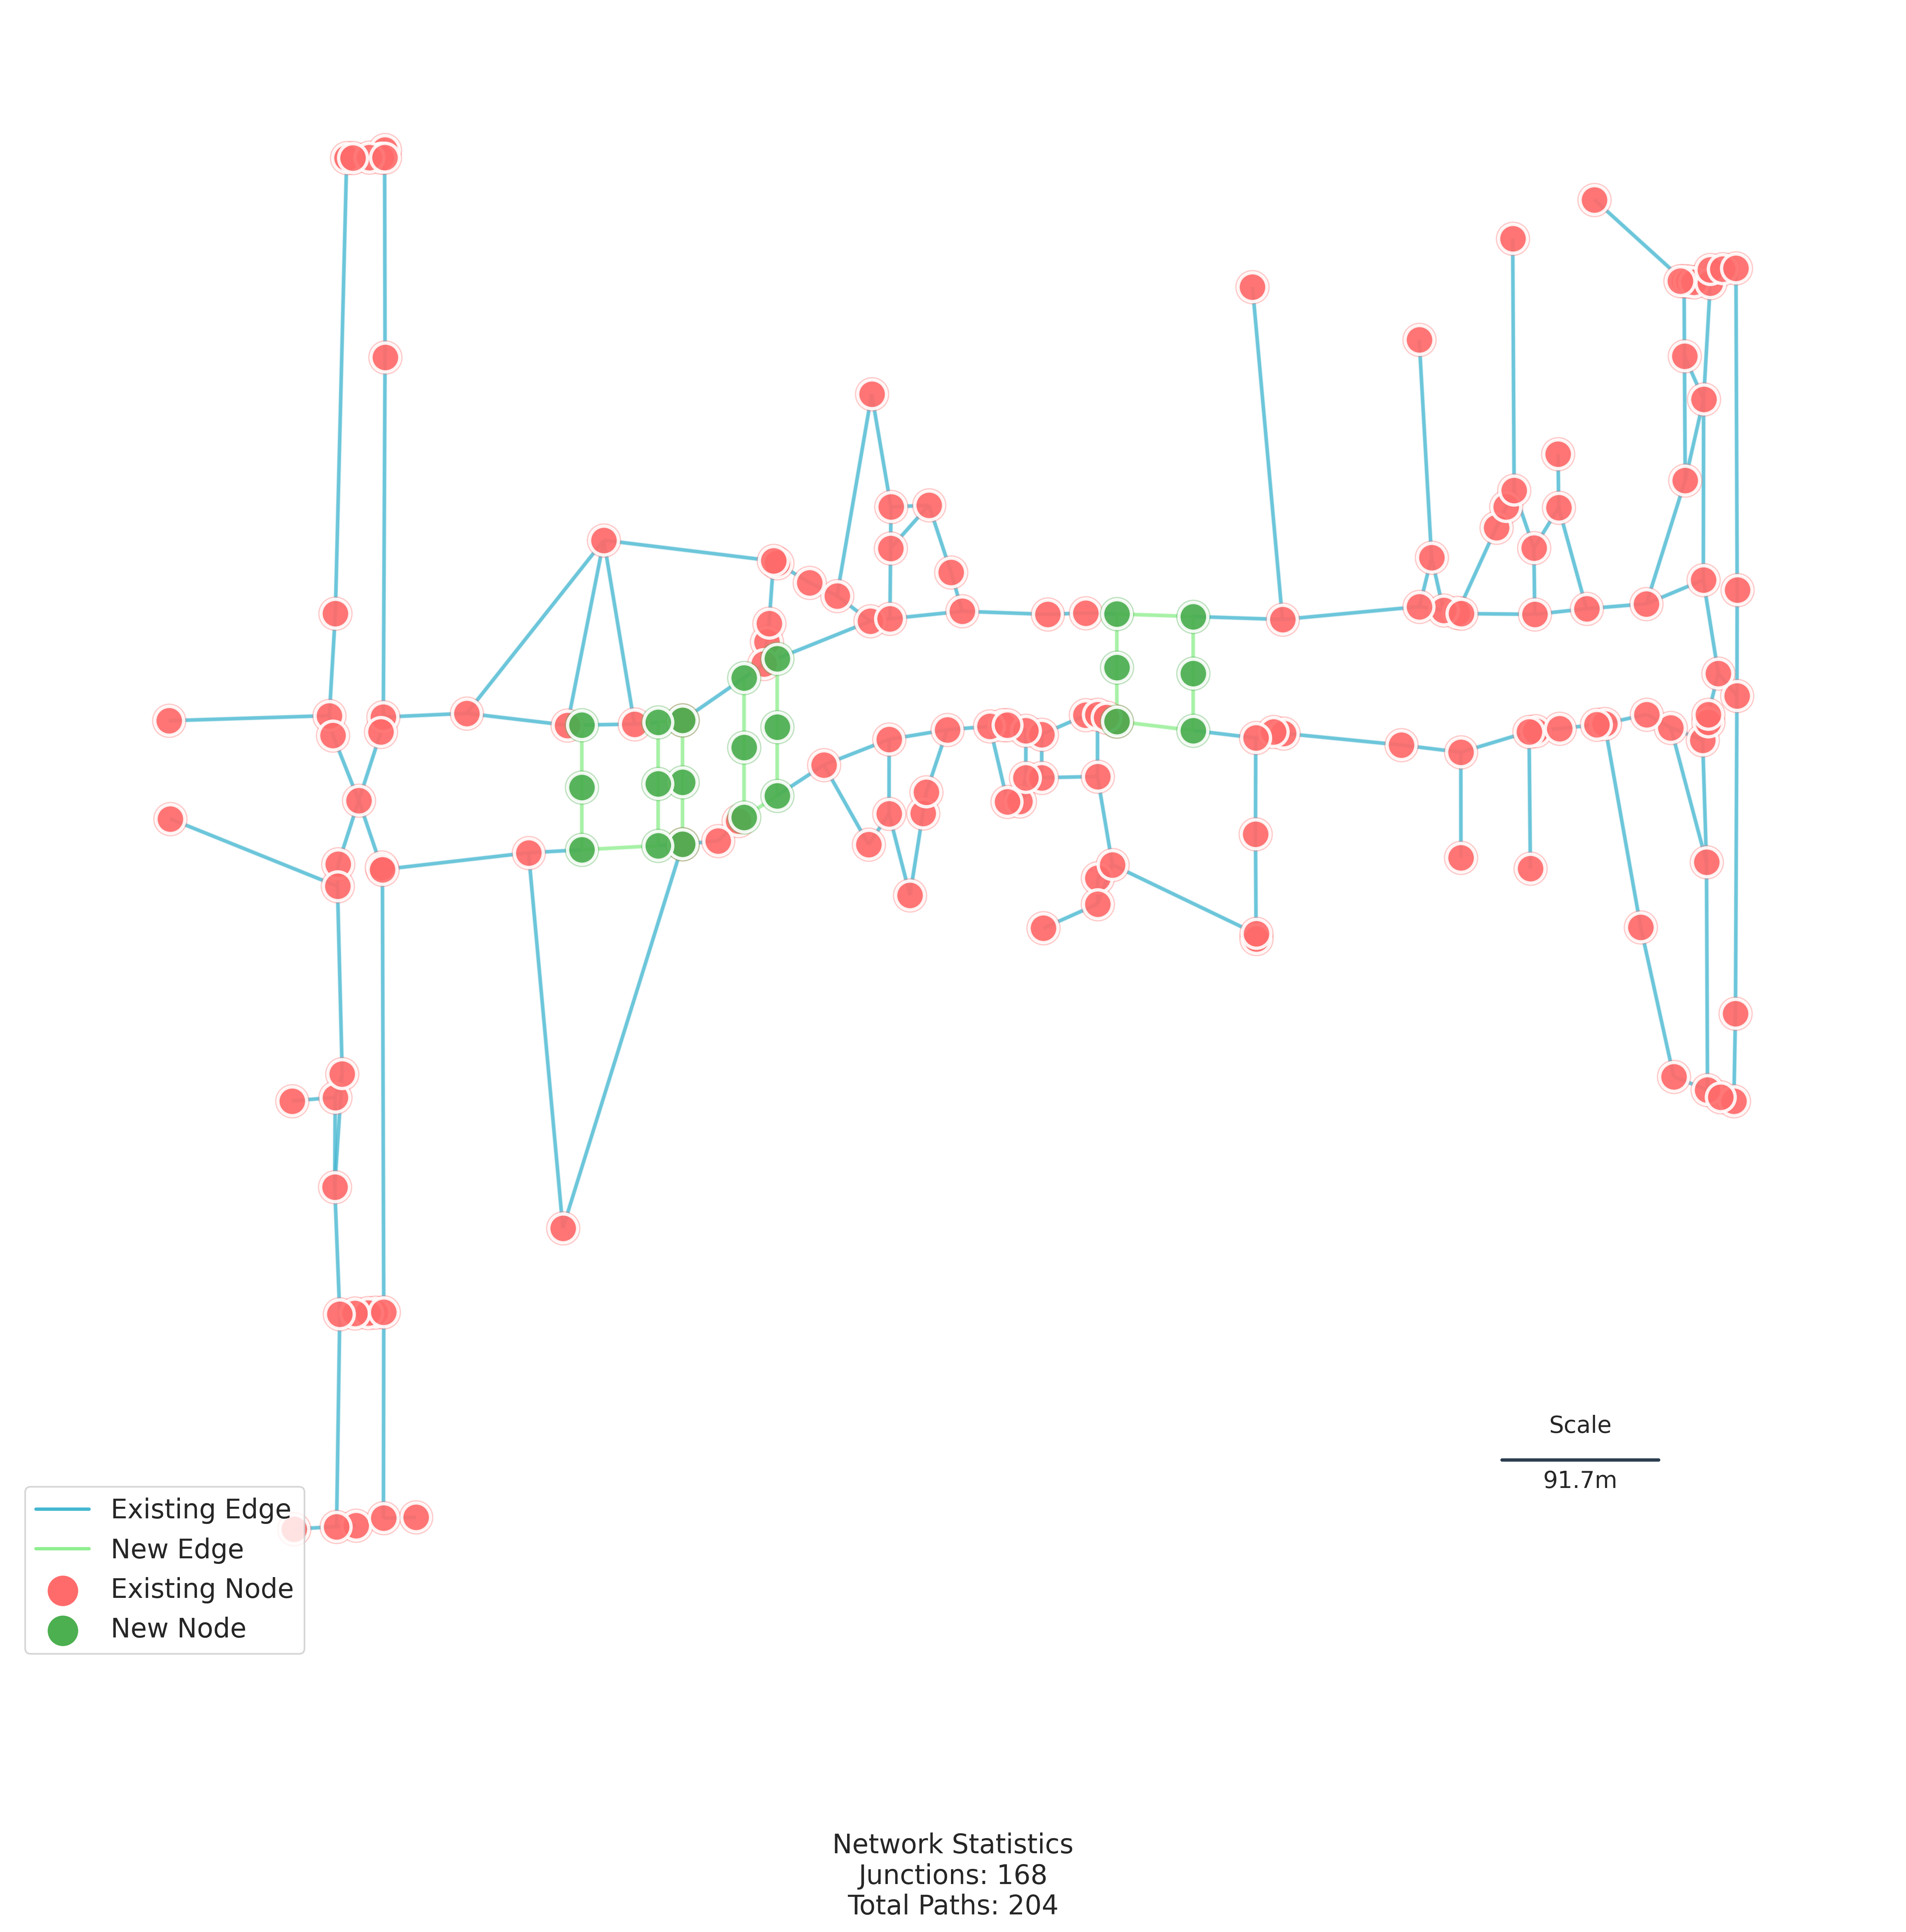 Scale
91.7m
Existing Edge
New Edge
Existing Node
New Node
Network Statistics
Junctions: 168
Total Paths: 204